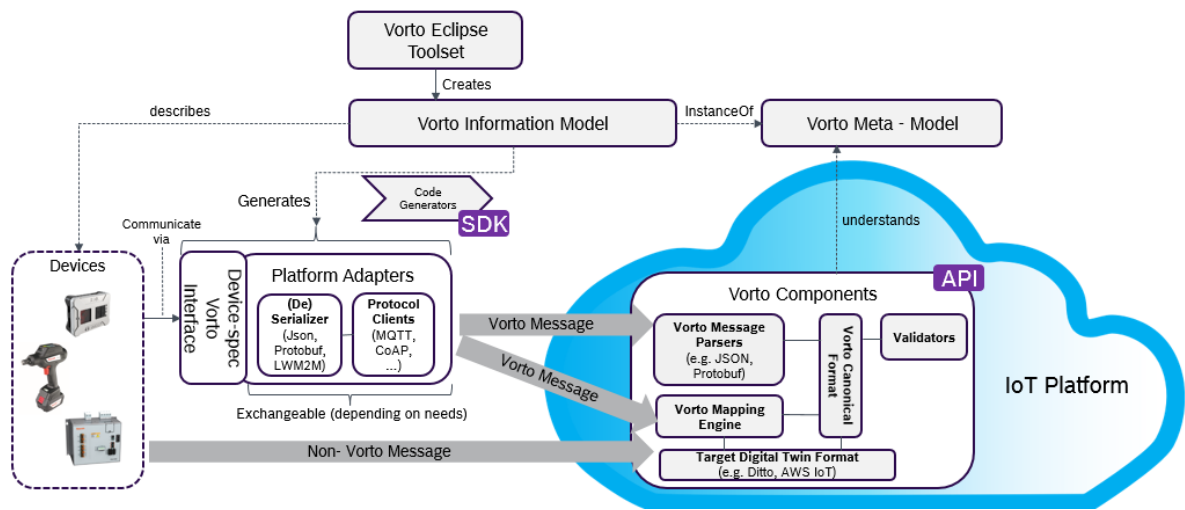 Vorto Eclipse
Toolset
Creates
describes
Vorto Information Model
InstanceOf
Vorto Meta - Model
Code
Generators
SDK
Generates
Communicate
via
understands
Devices
Device-spec
Vorto
Interface
Platform Adapters
(De)
Serializer
(Json,
Protobuf,
LWM2M)
Protocol
Clients
(MQTT,
CoAP,
...)
Exchangeable (depending on needs)
Vorto Message
Vorto Message
Non- Vorto Message
API
Vorto Components
Vorto Message
Parsers
(e.g. JSON,
Protobuf)
Vorto Canonical
Format
Validators
Vorto Mapping
Engine
Target Digital Twin Format
(e.g. Ditto, AWS IoT)
IoT Platform